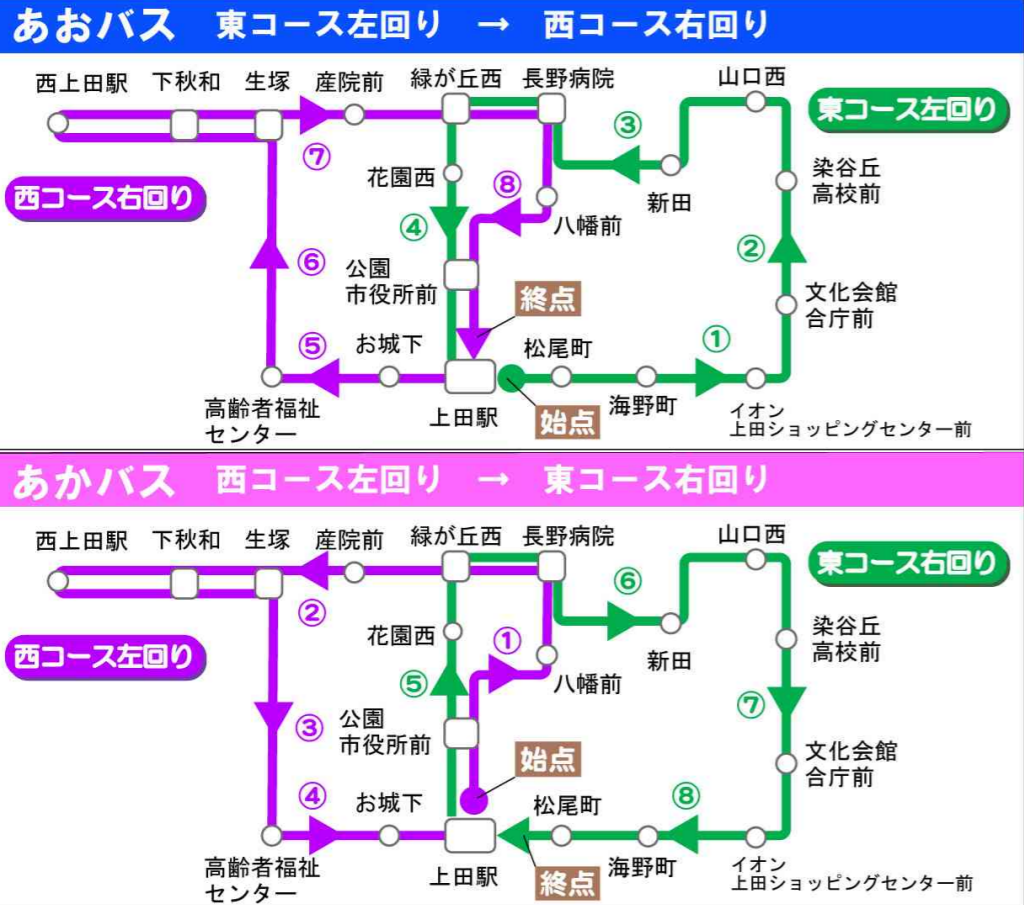 あおバス 東コース左回り → 西コース右回り
西上田駅 下秋和 生塚 産院前 緑が丘西 長野病院 山口西
東コース左回り
③
⑦
花園西
⑧
新田
染谷丘
高校前
西コース右回り
④
八幡前
②
⑥
公園
市役所前
終点
文化会館
合庁前
⑤
お城下
松尾町
①
高齢者福祉
センター
上田駅
始点
海野町
イオン
上田ショッピングセンター前
あかバス 西コース左回り → 東コース右回り
西上田駅 下秋和 生塚 産院前 緑が丘西 長野病院 山口西
東コース右回り
⑥
②
花園西
①
新田
染谷丘
高校前
西コース左回り
⑤
八幡前
⑦
③
公園
市役所前
始点
文化会館
合庁前
④
お城下
松尾町
⑧
高齢者福祉
センター
上田駅
終点
海野町
イオン
上田ショッピングセンター前